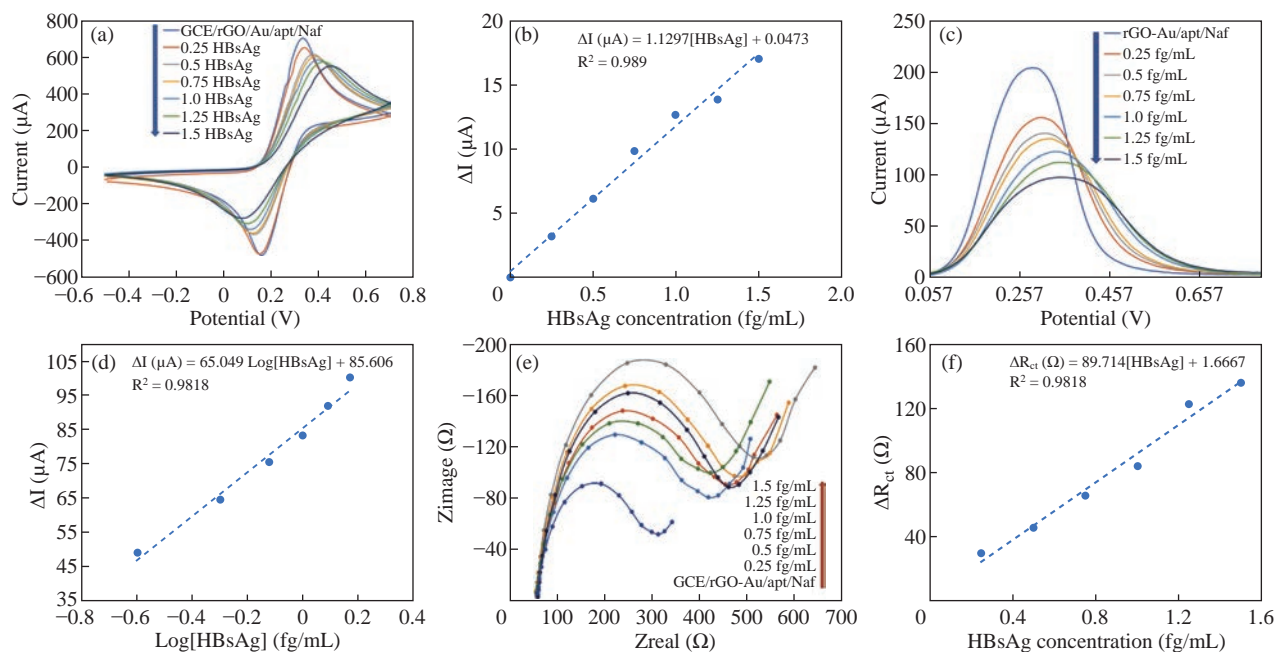 (a)
GCE/rGO/Au/apt/Naf
0.25 HBsAg
0.5 HBsAg
0.75 HBsAg
1.0 HBsAg
1.25 HBsAg
1.5 HBsAg
800
600
400
200
0
−200
−400
−600
Current (μA)
−0.6
−0.4
−0.2
0
0.2
0.4
0.6
0.8
Potential (V)
(b)
ΔI (μA) = 1.1297[HBsAg] + 0.0473
R² = 0.989
20
16
12
8
4
0
ΔI (μA)
0
0.5
1.0
1.5
2.0
HBsAg concentration (fg/mL)
(c)
rGO-Au/apt/Naf
0.25 fg/mL
0.5 fg/mL
0.75 fg/mL
1.0 fg/mL
1.25 fg/mL
1.5 fg/mL
250
200
150
100
50
0
Current (μA)
0.057
0.257
0.457
0.657
Potential (V)
(d)
ΔI (μA) = 65.049 Log[HBsAg] + 85.606
R² = 0.9818
105
95
85
75
65
55
45
35
ΔI (μA)
−0.8
−0.6
−0.4
−0.2
0
0.2
Log[HBsAg] (fg/mL)
(e)
−200
−160
−120
−80
−40
Zimage (Ω)
1.5 fg/mL
1.25 fg/mL
1.0 fg/mL
0.75 fg/mL
0.5 fg/mL
0.25 fg/mL
GCE/rGO-Au/apt/Naf
0
100
200
300
400
500
600
700
Zreal (Ω)
(f)
ΔRct (Ω) = 89.714[HBsAg] + 1.6667
R² = 0.9818
160
120
80
40
0
ΔRct (Ω)
0
0.4
0.8
1.2
1.6
HBsAg concentration (fg/mL)